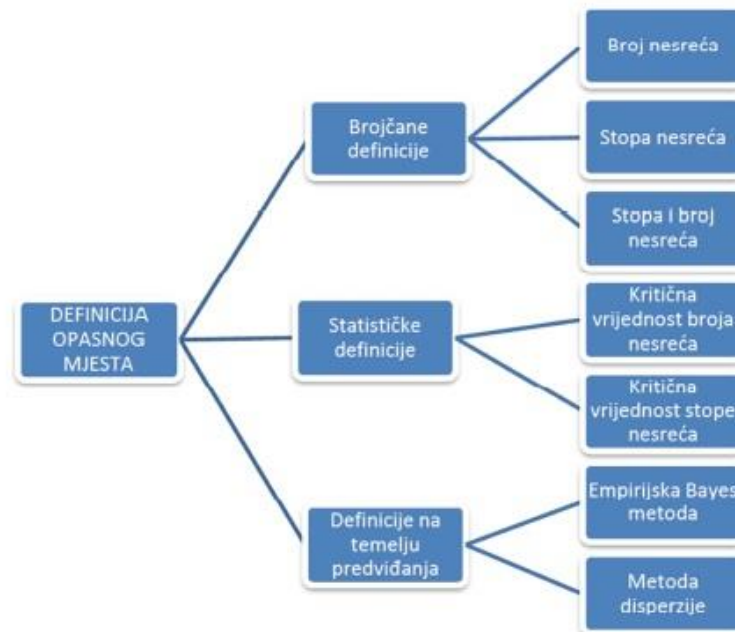 DEFINICIJA
OPASNOG
MJESTA
Brojčane
definicije
Broj nesreća
Stopa nesreća
Stopa i broj
nesreća
Statističke
definicije
Kritična
vrijednost broja
nesreća
Kritična
vrijednost stope
nesreća
Definicije na
temelju
predviđanja
Empirijska Bayes
metoda
Metoda
disperzije